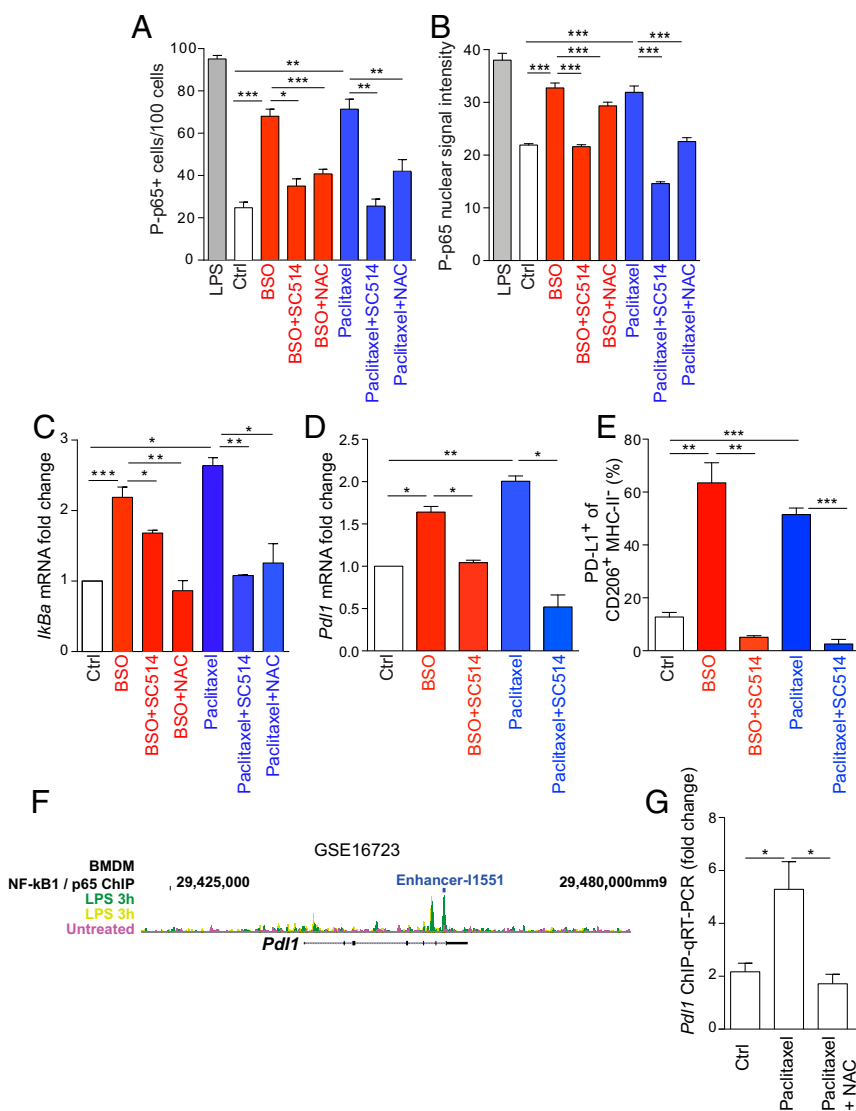 A
P-p65+ cells/100 cells
100
80
60
40
20
0
**
***
**
***
*
**
LPS
Ctrl
BSO
BSO+SC514
BSO+NAC
Paclitaxel
Paclitaxel+SC514
Paclitaxel+NAC
B
P-p65 nuclear signal intensity
40
30
20
10
0
***
***
***
***
***
***
LPS
Ctrl
BSO
BSO+SC514
BSO+NAC
Paclitaxel
Paclitaxel+SC514
Paclitaxel+NAC
C
IkBa mRNA fold change
3
2
1
0
*
*
**
**
***
*
Ctrl
BSO
BSO+SC514
BSO+NAC
Paclitaxel
Paclitaxel+SC514
Paclitaxel+NAC
D
Pdl1 mRNA fold change
2.5
2.0
1.5
1.0
0.5
0.0
**
*
*
*
Ctrl
BSO
BSO+SC514
Paclitaxel
Paclitaxel+SC514
E
PD-L1+ of
CD206+ MHC-II- (%)
80
60
40
20
0
***
**
**
***
Ctrl
BSO
BSO+SC514
Paclitaxel
Paclitaxel+SC514
F
GSE16723
BMDM
NF-kB1 / p65 ChIP
29,425,000
Enhancer-I1551
29,480,000mm9
LPS 3h
LPS 3h
Untreated
Pdl1
G
Pdl1 ChIP-qRT-PCR (fold change)
8
6
4
2
0
*
*
Ctrl
Paclitaxel
Paclitaxel
+ NAC